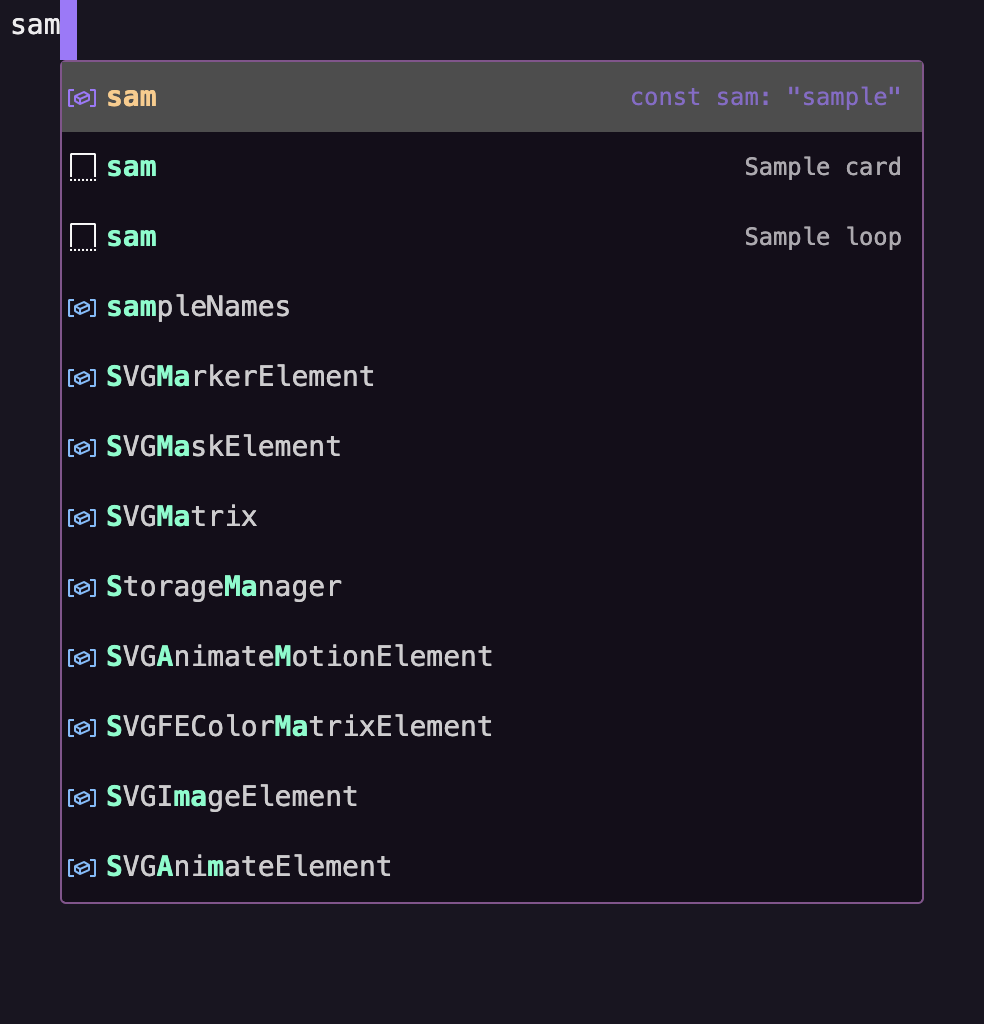 sam
sam const sam: "sample"
sam Sample card
sam Sample loop
sampleNames
SVGMarkerElement
SVGMaskElement
SVGMatrix
StorageManager
SVGAnimateMotionElement
SVGFEColorMatrixElement
SVGImageElement
SVGAnimateElement